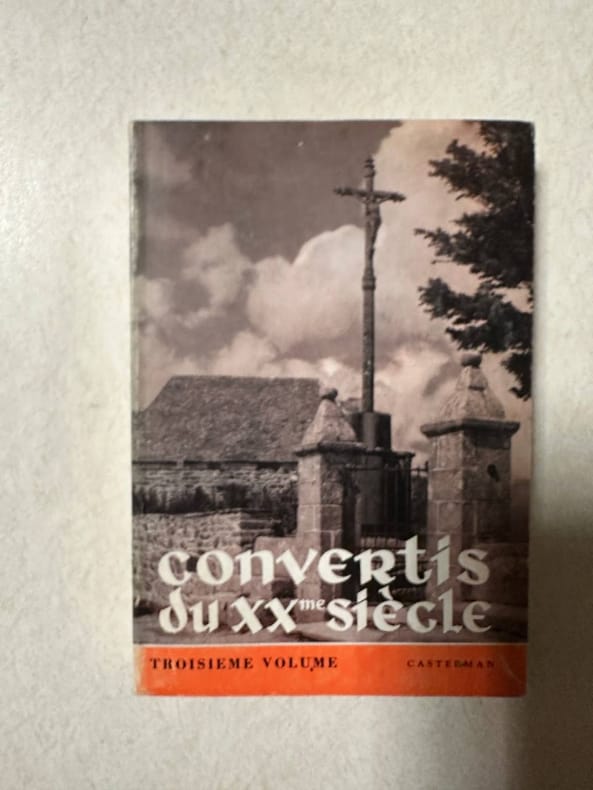 convertis
du XXme siècle
TROISIEME VOLUME
CASTERMAN